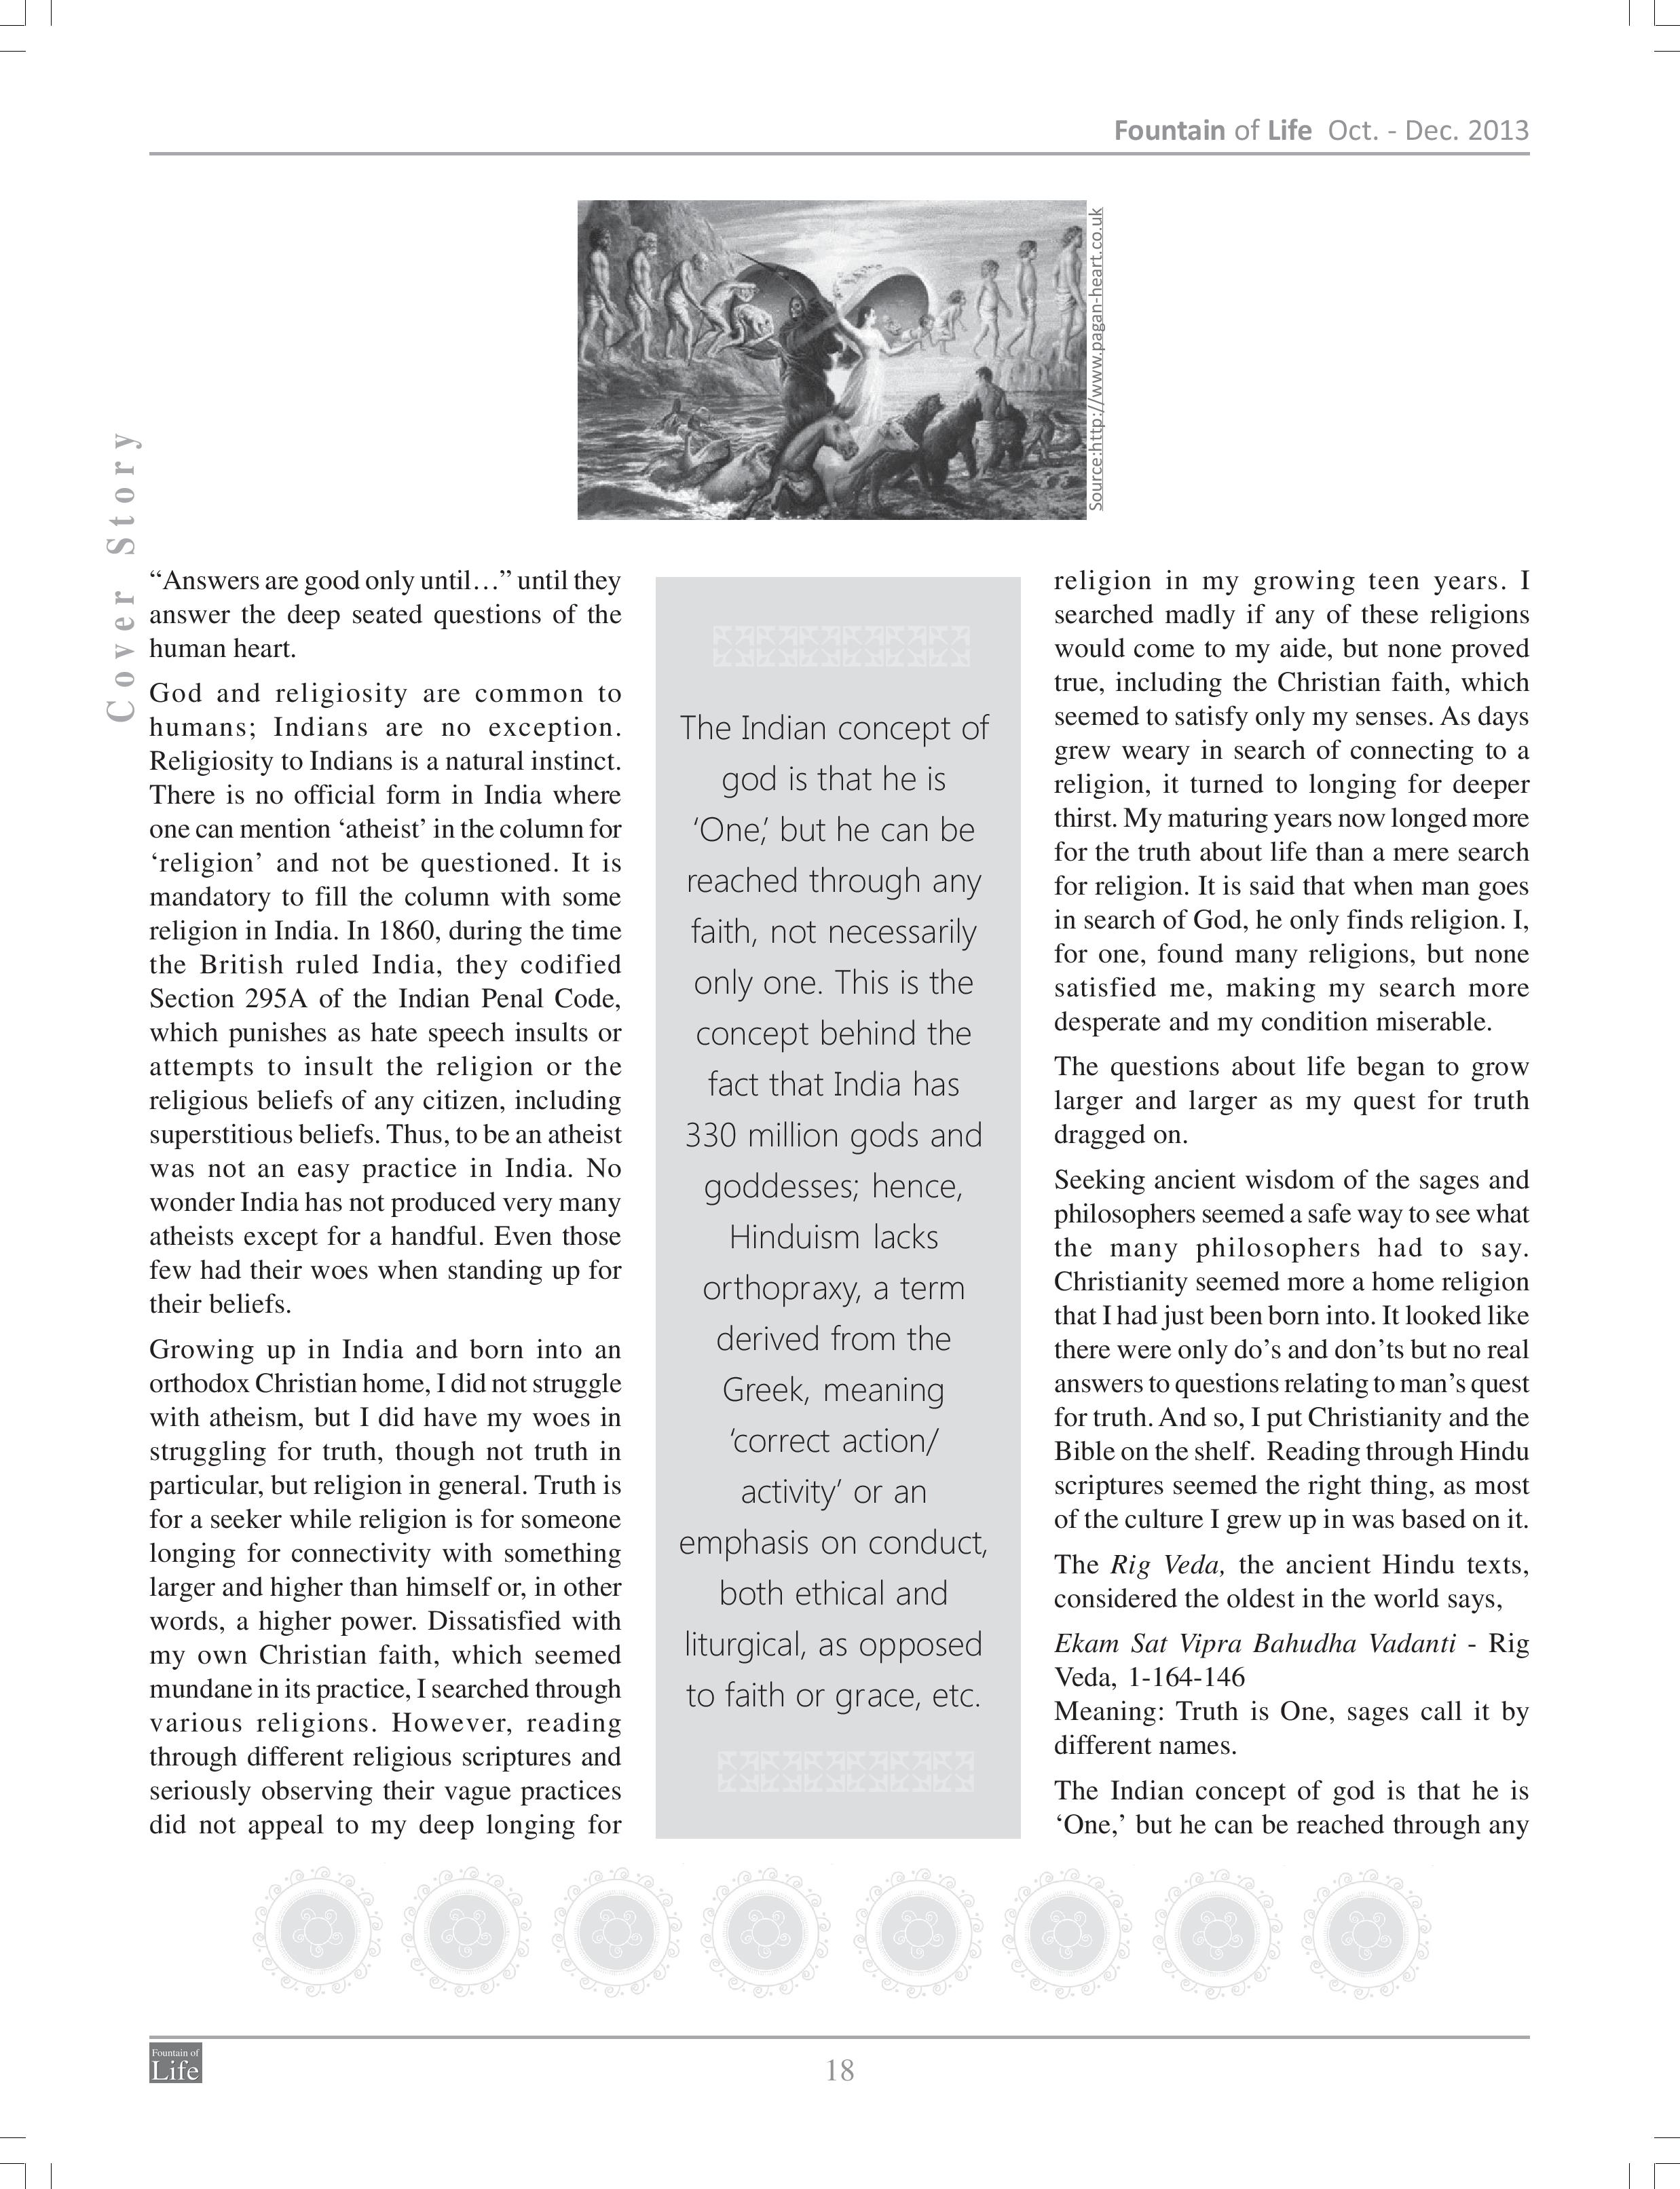 Fountain of Life Oct. - Dec. 2013
Source:http://www.pagan-heart.co.uk
Cover Story
“Answers are good only until…” until they
answer the deep seated questions of the
human heart.
God and religiosity are common to
humans; Indians are no exception.
Religiosity to Indians is a natural instinct.
There is no official form in India where
one can mention ‘atheist’ in the column for
‘religion’ and not be questioned. It is
mandatory to fill the column with some
religion in India. In 1860, during the time
the British ruled India, they codified
Section 295A of the Indian Penal Code,
which punishes as hate speech insults or
attempts to insult the religion or the
religious beliefs of any citizen, including
superstitious beliefs. Thus, to be an atheist
was not an easy practice in India. No
wonder India has not produced very many
atheists except for a handful. Even those
few had their woes when standing up for
their beliefs.
Growing up in India and born into an
orthodox Christian home, I did not struggle
with atheism, but I did have my woes in
struggling for truth, though not truth in
particular, but religion in general. Truth is
for a seeker while religion is for someone
longing for connectivity with something
larger and higher than himself or, in other
words, a higher power. Dissatisfied with
my own Christian faith, which seemed
mundane in its practice, I searched through
various religions. However, reading
through different religious scriptures and
seriously observing their vague practices
did not appeal to my deep longing for
The Indian concept of
god is that he is
‘One,’ but he can be
reached through any
faith, not necessarily
only one. This is the
concept behind the
fact that India has
330 million gods and
goddesses; hence,
Hinduism lacks
orthopraxy, a term
derived from the
Greek, meaning
‘correct action/
activity’ or an
emphasis on conduct,
both ethical and
liturgical, as opposed
to faith or grace, etc.
religion in my growing teen years. I
searched madly if any of these religions
would come to my aide, but none proved
true, including the Christian faith, which
seemed to satisfy only my senses. As days
grew weary in search of connecting to a
religion, it turned to longing for deeper
thirst. My maturing years now longed more
for the truth about life than a mere search
for religion. It is said that when man goes
in search of God, he only finds religion. I,
for one, found many religions, but none
satisfied me, making my search more
desperate and my condition miserable.
The questions about life began to grow
larger and larger as my quest for truth
dragged on.
Seeking ancient wisdom of the sages and
philosophers seemed a safe way to see what
the many philosophers had to say.
Christianity seemed more a home religion
that I had just been born into. It looked like
there were only do’s and don’ts but no real
answers to questions relating to man’s quest
for truth. And so, I put Christianity and the
Bible on the shelf. Reading through Hindu
scriptures seemed the right thing, as most
of the culture I grew up in was based on it.
The Rig Veda, the ancient Hindu texts,
considered the oldest in the world says,
Ekam Sat Vipra Bahudha Vadanti - Rig
Veda, 1-164-146
Meaning: Truth is One, sages call it by
different names.
The Indian concept of god is that he is
‘One,’ but he can be reached through any
Fountain of
Life
18